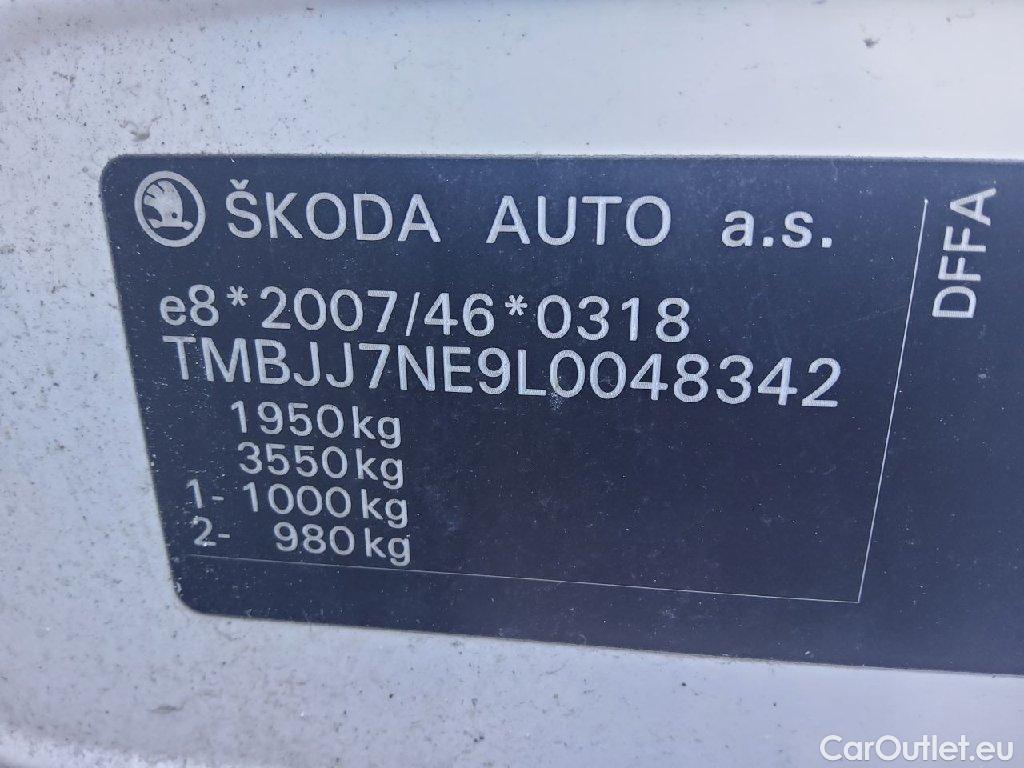 ŠKODA AUTO a.s.
e8*2007/46*0318
TMBJJ7NE9L0048342
1950kg
3550kg
1- 1000kg
2- 980kg
DFFA
CarOutlet.eu